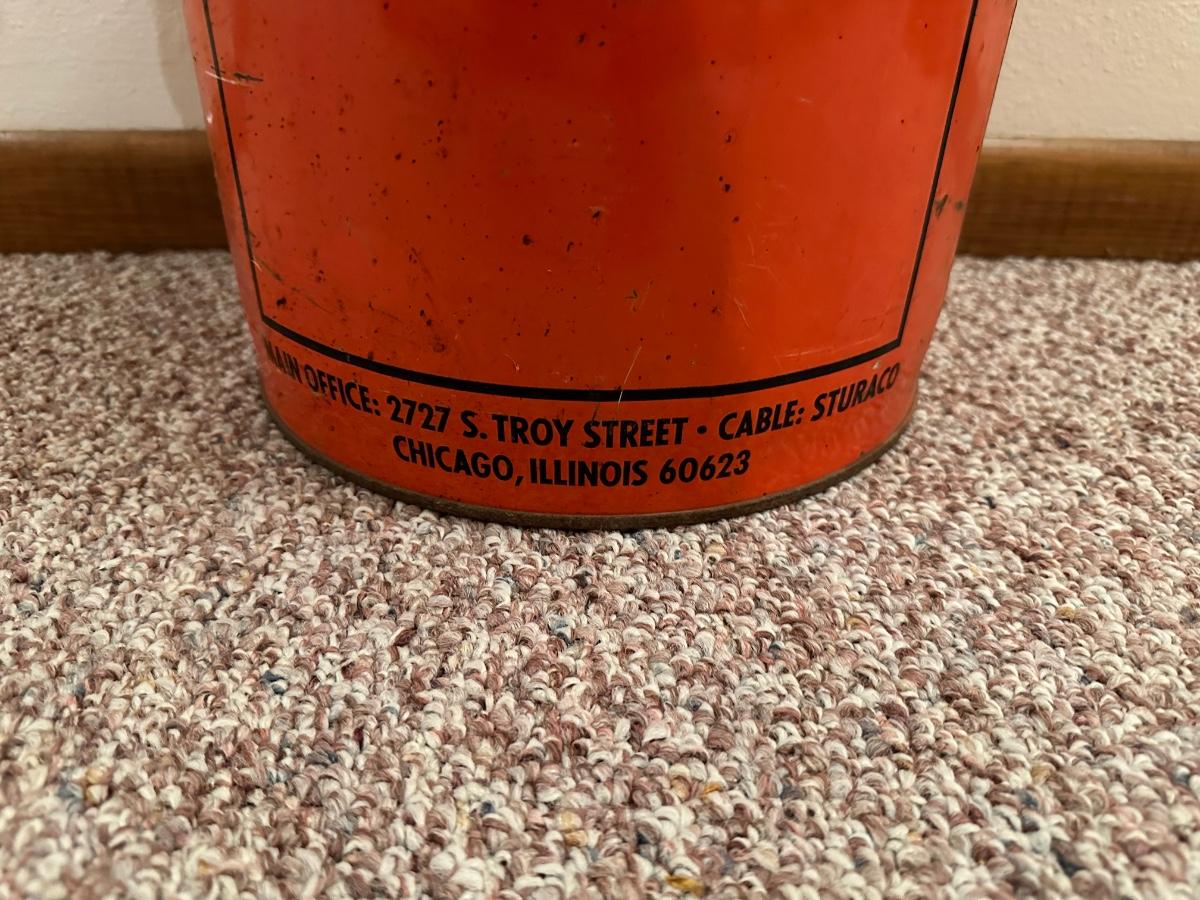 MAIN OFFICE: 2727 S. TROY STREET • CABLE: STURACO
CHICAGO, ILLINOIS 60623